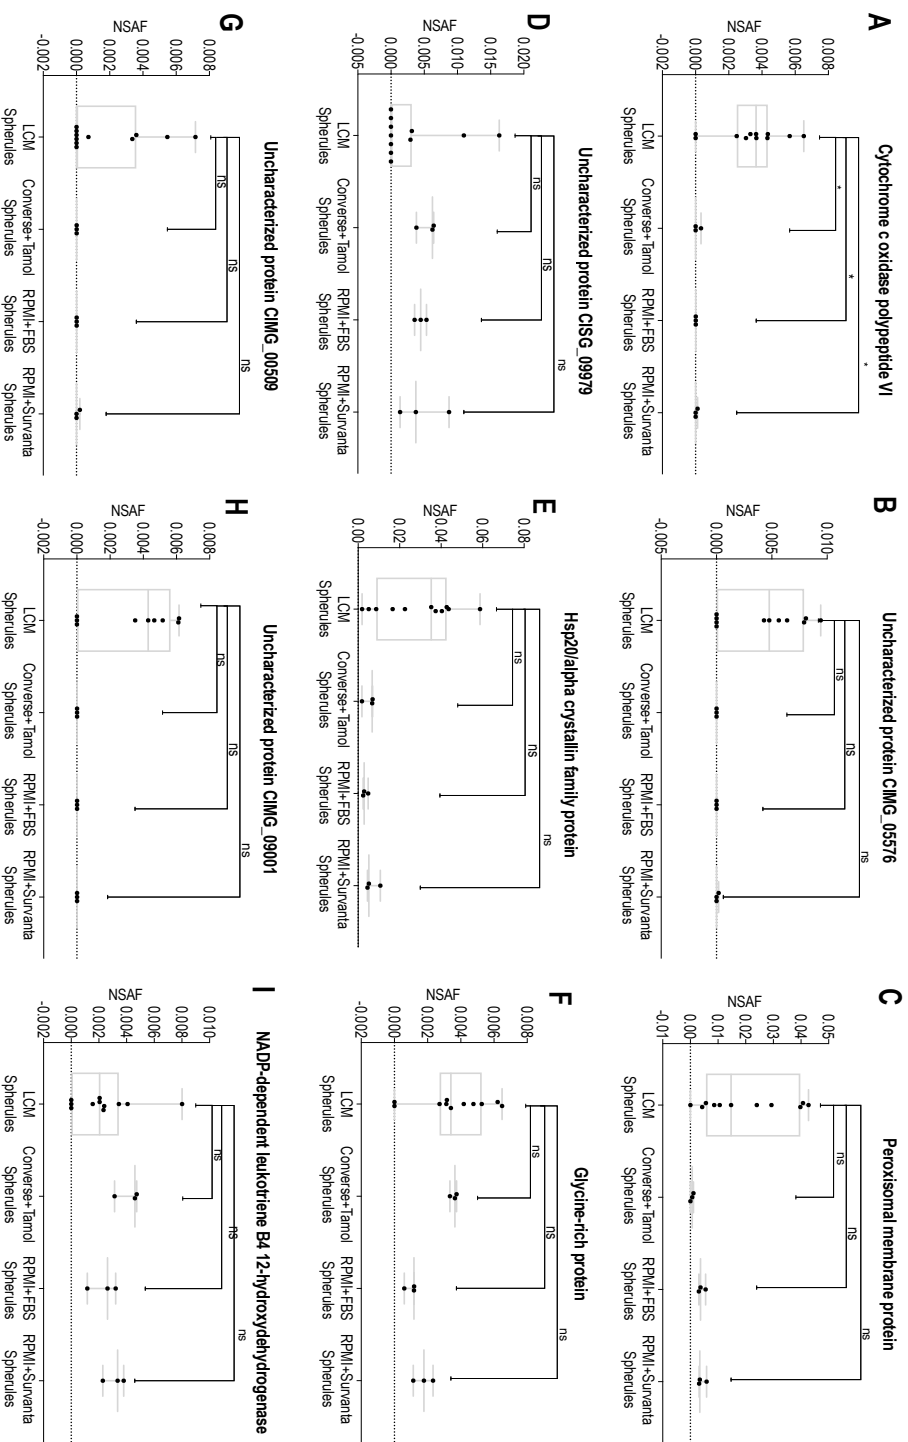 A
Cytochrome c oxidase polypeptide VI
*
*
*
0.008
0.006
0.004
0.002
0.000
-0.002
NSAF
LCM Converse+Tamol RPMI+FBS RPMI+Survanta
Spherules Spherules Spherules Spherules
B
Uncharacterized protein CIMG_05576
ns
ns
ns
0.010
0.005
0.000
-0.005
NSAF
LCM Converse+Tamol RPMI+FBS RPMI+Survanta
Spherules Spherules Spherules Spherules
C
Peroxisomal membrane protein
ns
ns
ns
0.05
0.04
0.03
0.02
0.01
0.00
-0.01
NSAF
LCM Converse+Tamol RPMI+FBS RPMI+Survanta
Spherules Spherules Spherules Spherules
D
Uncharacterized protein CISG_09979
ns
ns
ns
0.020
0.015
0.010
0.005
0.000
-0.005
NSAF
LCM Converse+Tamol RPMI+FBS RPMI+Survanta
Spherules Spherules Spherules Spherules
E
Hsp20/alpha crystallin family protein
ns
ns
ns
0.08
0.06
0.04
0.02
0.00
NSAF
LCM Converse+Tamol RPMI+FBS RPMI+Survanta
Spherules Spherules Spherules Spherules
F
Glycine-rich protein
ns
ns
ns
0.008
0.006
0.004
0.002
0.000
-0.002
NSAF
LCM Converse+Tamol RPMI+FBS RPMI+Survanta
Spherules Spherules Spherules Spherules
G
Uncharacterized protein CIMG_00509
ns
ns
ns
0.008
0.006
0.004
0.002
0.000
-0.002
NSAF
LCM Converse+Tamol RPMI+FBS RPMI+Survanta
Spherules Spherules Spherules Spherules
H
Uncharacterized protein CIMG_09001
ns
ns
ns
0.008
0.006
0.004
0.002
0.000
-0.002
NSAF
LCM Converse+Tamol RPMI+FBS RPMI+Survanta
Spherules Spherules Spherules Spherules
I
NADP-dependent leukotriene B4 12-hydroxydehydrogenase
ns
ns
ns
0.010
0.008
0.006
0.004
0.002
0.000
-0.002
NSAF
LCM Converse+Tamol RPMI+FBS RPMI+Survanta
Spherules Spherules Spherules Spherules